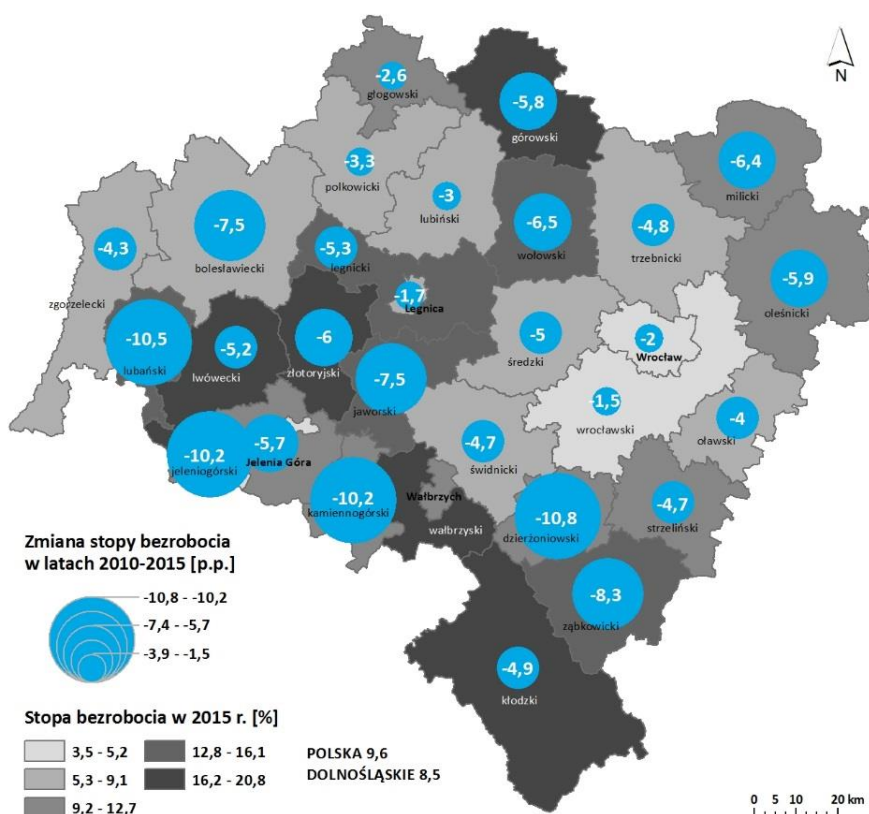 N
-2,6
głogowski
-5,8
górowski
-3,3
polkowicki
-3
lubiński
-6,4
milicki
-7,5
bolesławiecki
-6,5
wołowski
-4,8
trzebnicki
-4,3
zgorzelecki
-5,3
legnicki
-5,9
oleśnicki
-1,7
Legnica
-10,5
lubański
-5,2
lwówecki
-6
złotoryjski
-5
średzki
-2
Wrocław
-7,5
jaworski
-1,5
wrocławski
-4
oławski
-10,2
jeleniogórski
-5,7
Jelenia Góra
-4,7
świdnicki
-10,2
kamiennogórski
Wałbrzych
wałbrzyski
-10,8
dzierżoniowski
-4,7
strzeliński
-8,3
ząbkowicki
-4,9
kłodzki
Zmiana stopy bezrobocia
w latach 2010-2015 [p.p.]
-10,8 - -10,2
-7,4 - -5,7
-3,9 - -1,5
Stopa bezrobocia w 2015 r. [%]
3,5 - 5,2
12,8 - 16,1
5,3 - 9,1
16,2 - 20,8
9,2 - 12,7
POLSKA 9,6
DOLNOŚLĄSKIE 8,5
0 5 10 20 km